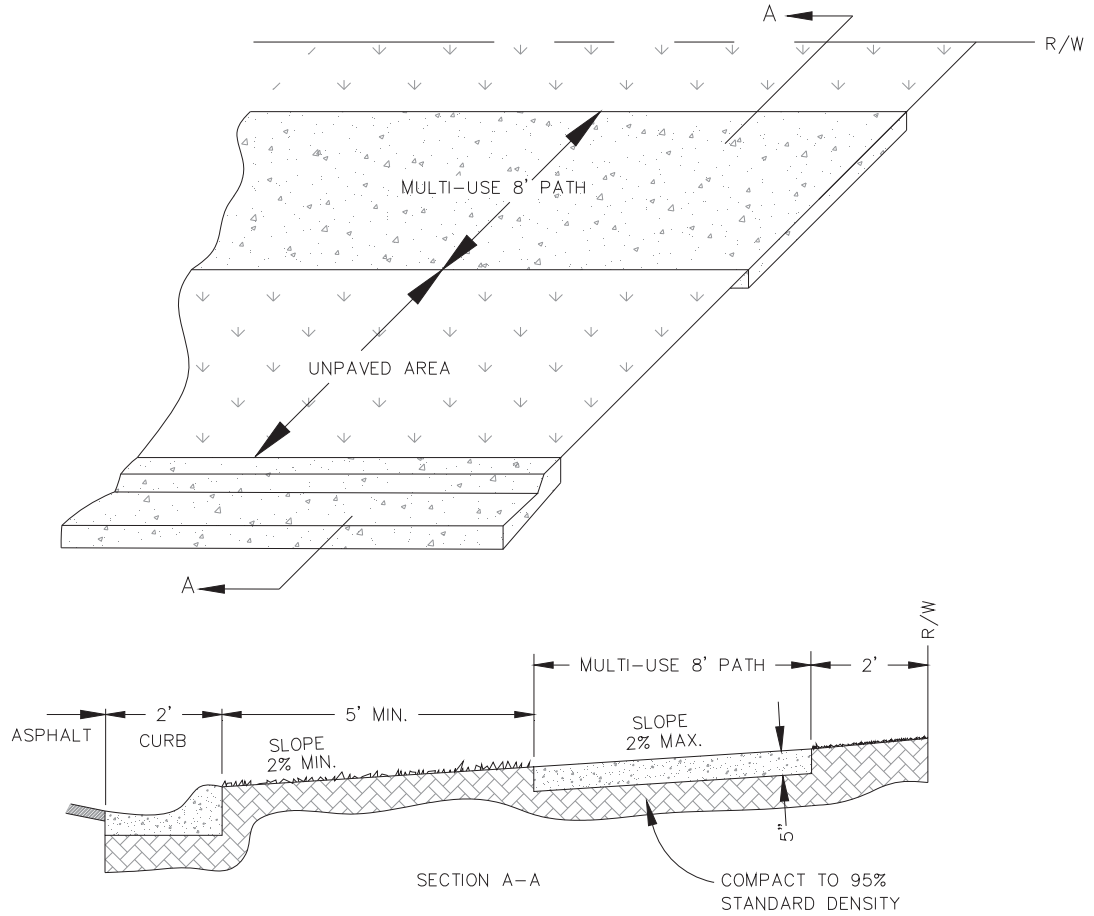 A
R/W
MULTI-USE 8' PATH
UNPAVED AREA
A
R/W
MULTI-USE 8' PATH
2'
2'
5' MIN.
ASPHALT
CURB
SLOPE
2% MIN.
SLOPE
2% MAX.
5"
SECTION A-A
COMPACT TO 95%
STANDARD DENSITY